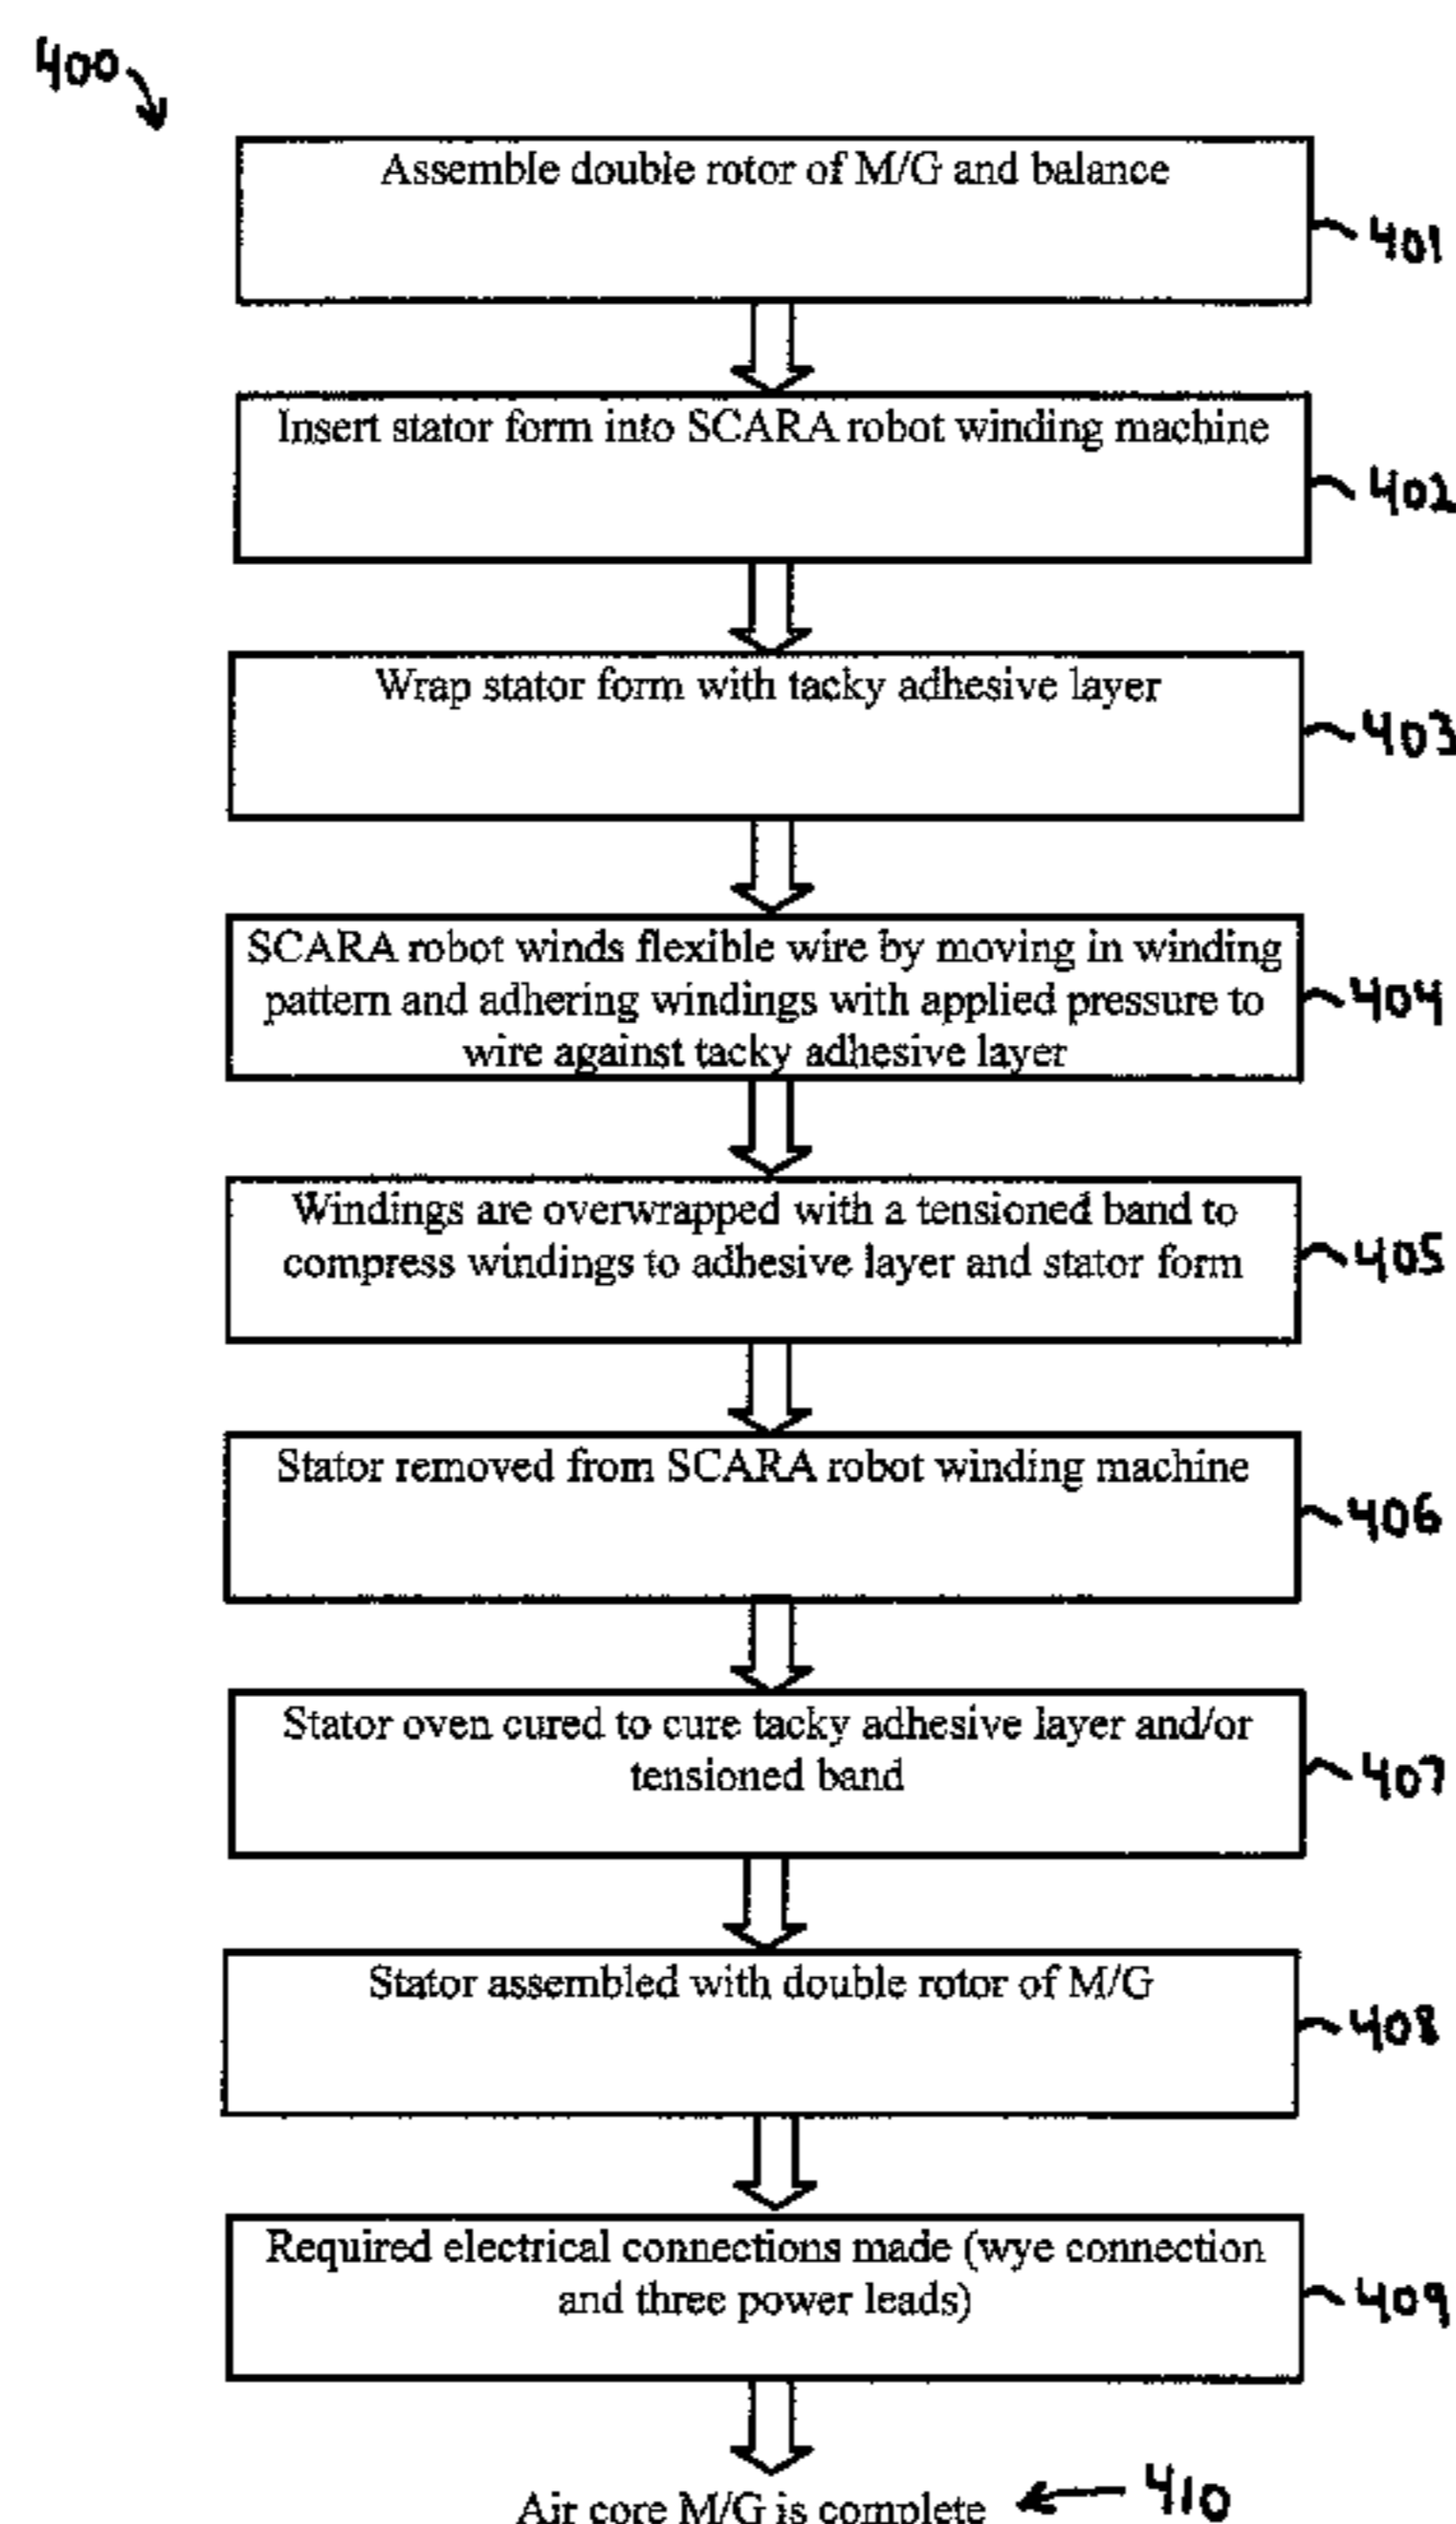 400
Assemble double rotor of M/G and balance
401
Insert stator form into SCARA robot winding machine
402
Wrap stator form with tacky adhesive layer
403
SCARA robot winds flexible wire by moving in winding
pattern and adhering windings with applied pressure to
wire against tacky adhesive layer
404
Windings are overwrapped with a tensioned band to
compress windings to adhesive layer and stator form
405
Stator removed from SCARA robot winding machine
406
Stator oven cured to cure tacky adhesive layer and/or
tensioned band
407
Stator assembled with double rotor of M/G
408
Required electrical connections made (wye connection
and three power leads)
409
Air core M/G is complete
410